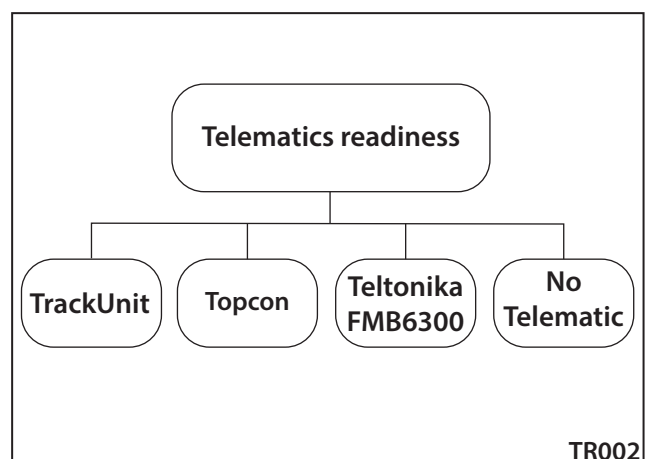 Telematics readiness
TrackUnit
Topcon
Teltonika
FMB6300
No
Telematic
TR002